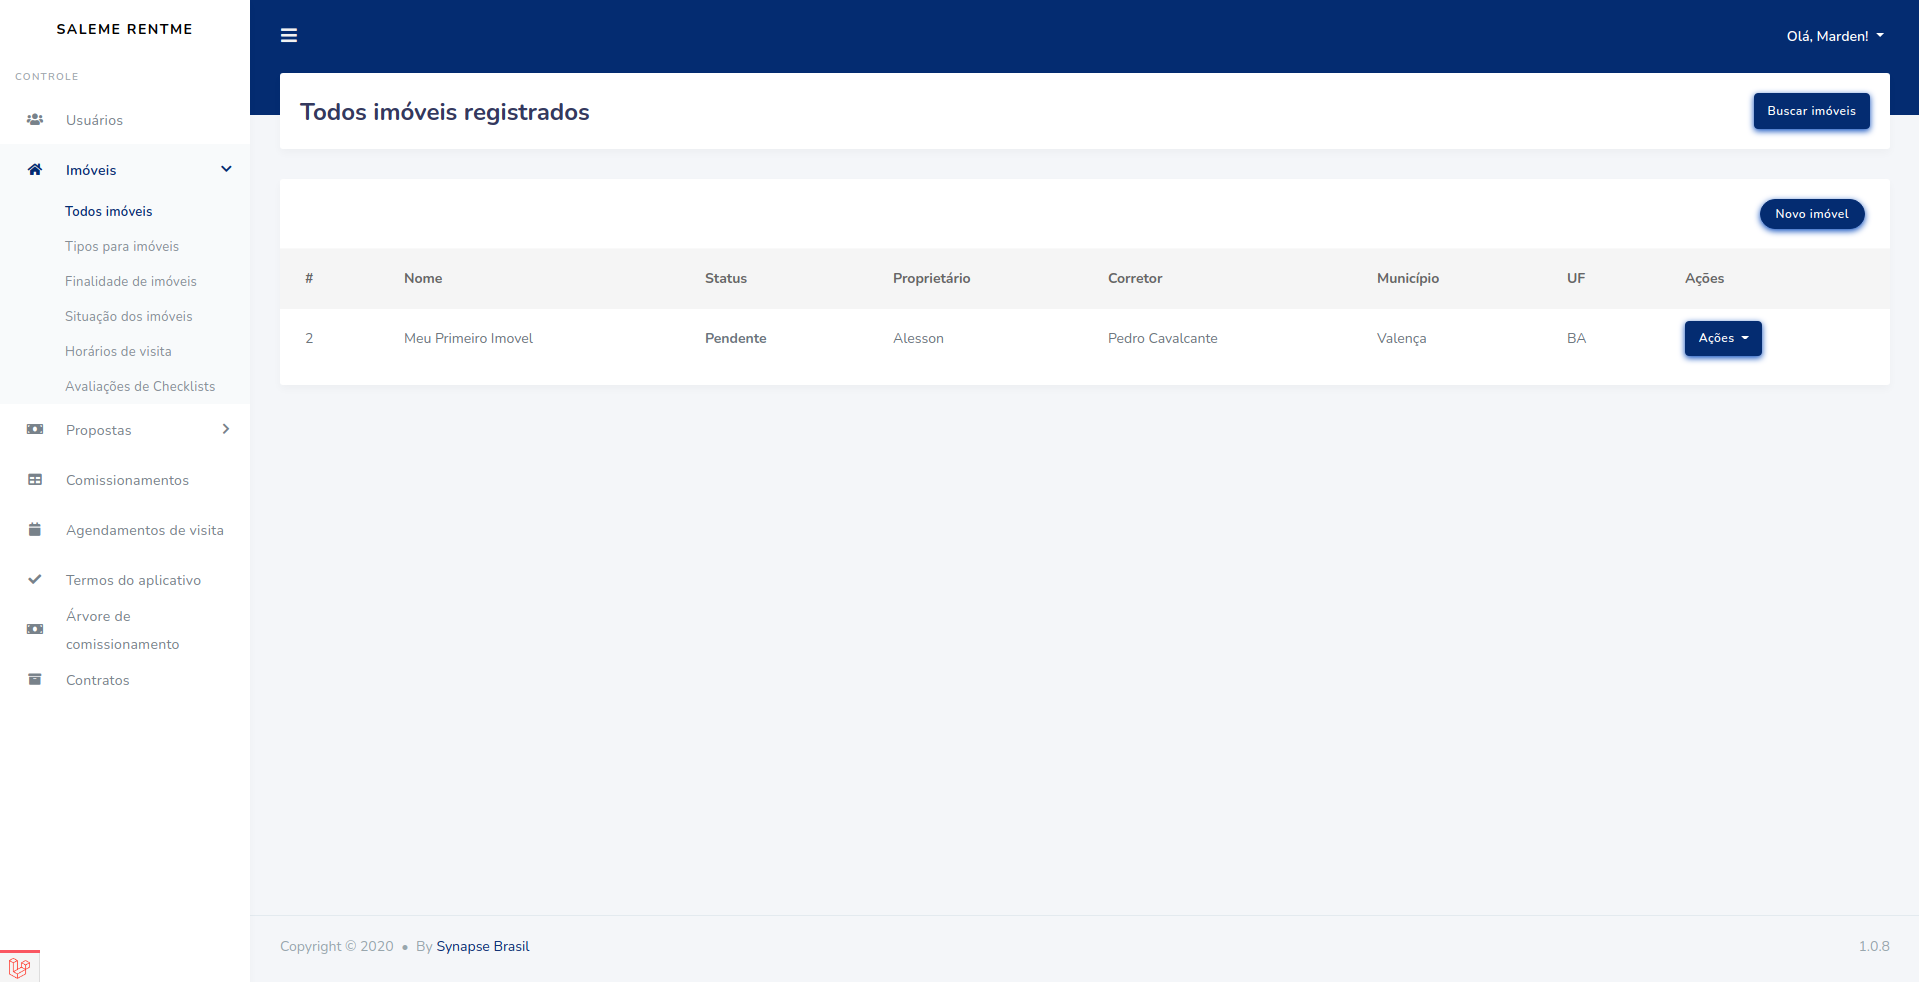 SALEME RENTME
CONTROLE
Usuários
Imóveis
Todos imóveis
Tipos para imóveis
Finalidade de imóveis
Situação dos imóveis
Horários de visita
Avaliações de Checklists
Propostas
Comissionamentos
Agendamentos de visita
Termos do aplicativo
Árvore de
comissionamento
Contratos
Olá, Marden!
Todos imóveis registrados
Buscar imóveis
Novo imóvel
# Nome Status Proprietário Corretor Município UF Ações
2 Meu Primeiro Imovel Pendente Alesson Pedro Cavalcante Valença BA Ações
Copyright © 2020 • By Synapse Brasil
1.0.8